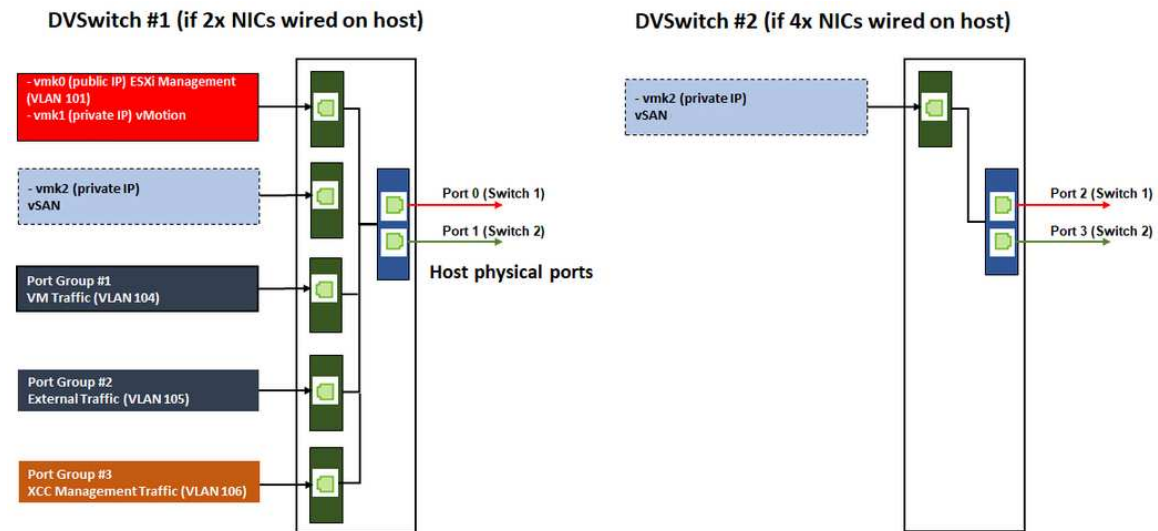 DVSwitch #1 (if 2x NICs wired on host)
- vmk0 (public IP) ESXi Management
(VLAN 101)
- vmk1 (private IP) vMotion
- vmk2 (private IP)
vSAN
Port Group #1
VM Traffic (VLAN 104)
Port Group #2
External Traffic (VLAN 105)
Port Group #3
XCC Management Traffic (VLAN 106)
Port 0 (Switch 1)
Port 1 (Switch 2)
Host physical ports
DVSwitch #2 (if 4x NICs wired on host)
- vmk2 (private IP)
vSAN
Port 2 (Switch 1)
Port 3 (Switch 2)